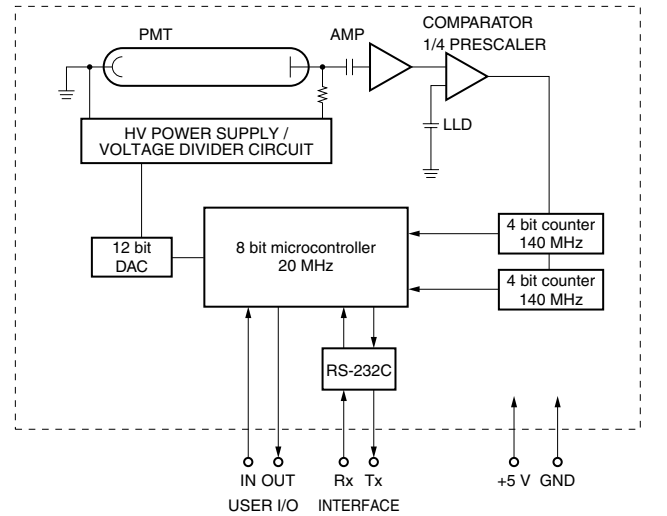 COMPARATOR
PMT AMP 1/4 PRESCALER
LLD
HV POWER SUPPLY /
VOLTAGE DIVIDER CIRCUIT
12 bit
DAC
8 bit microcontroller
20 MHz
4 bit counter
140 MHz
4 bit counter
140 MHz
RS-232C
IN OUT Rx Tx +5 V GND
USER I/O INTERFACE